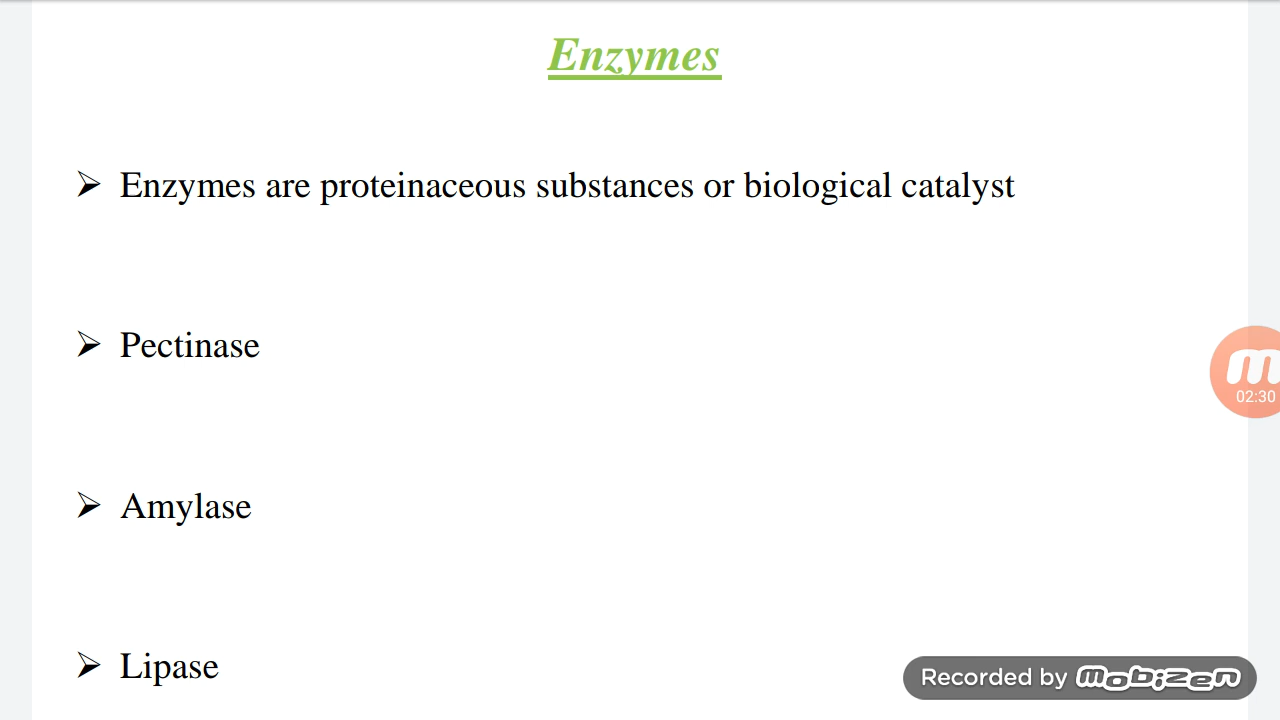 Enzymes
➢ Enzymes are proteinaceous substances or biological catalyst
➢ Pectinase
m
02:30
➢ Amylase
➢ Lipase
Recorded by mobizen